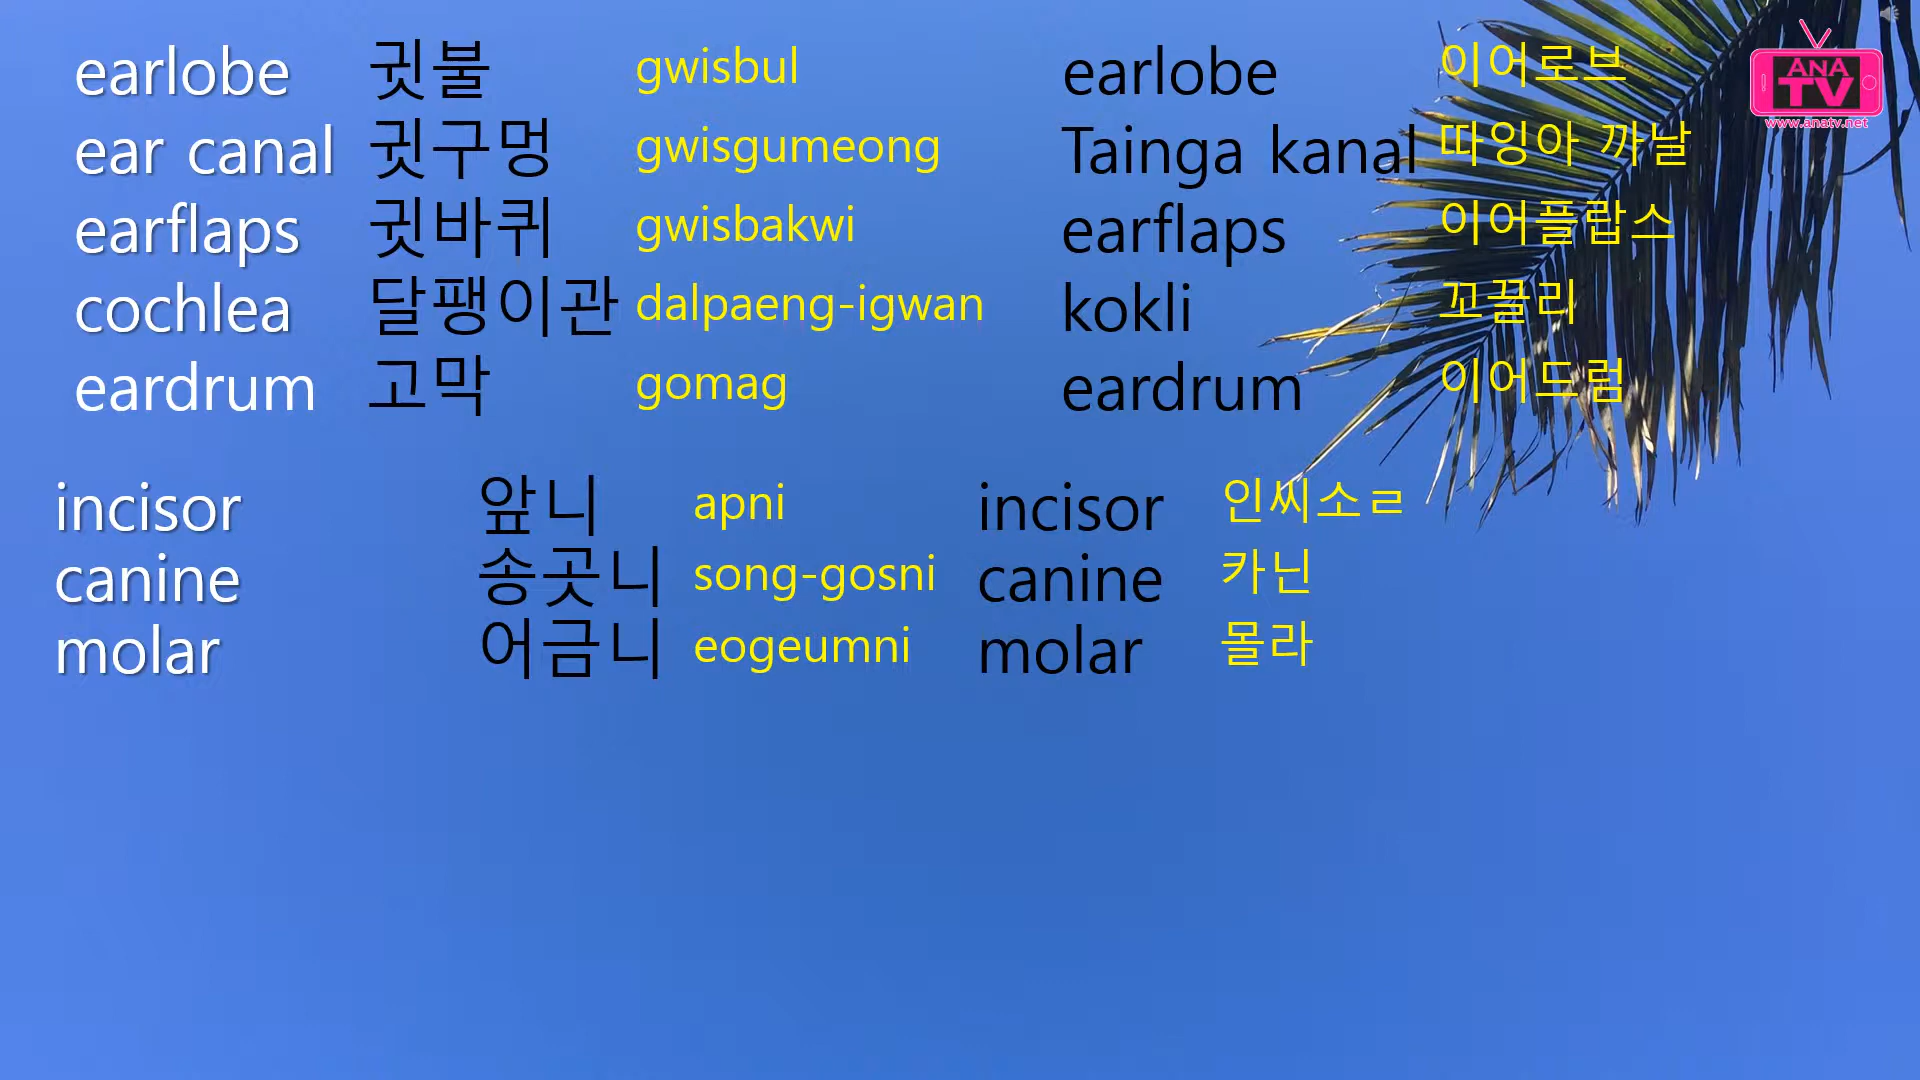 earlobe 귓불 gwisbul earlobe 이어로브
ear canal 귓구멍 gwisgumeong Tainga kanal 따잉아 까날
earflaps 귓바퀴 gwisbakwi earflaps 이어플랍스
cochlea 달팽이관 dalpaeng-igwan kokli 꼬끌리
eardrum 고막 gomag eardrum 이어드럼
incisor 앞니 apni incisor 인씨소ㄹ
canine 송곳니 song-gosni canine 카닌
molar 어금니 eogeumni molar 몰라
ANA
TV
www.anatv.net